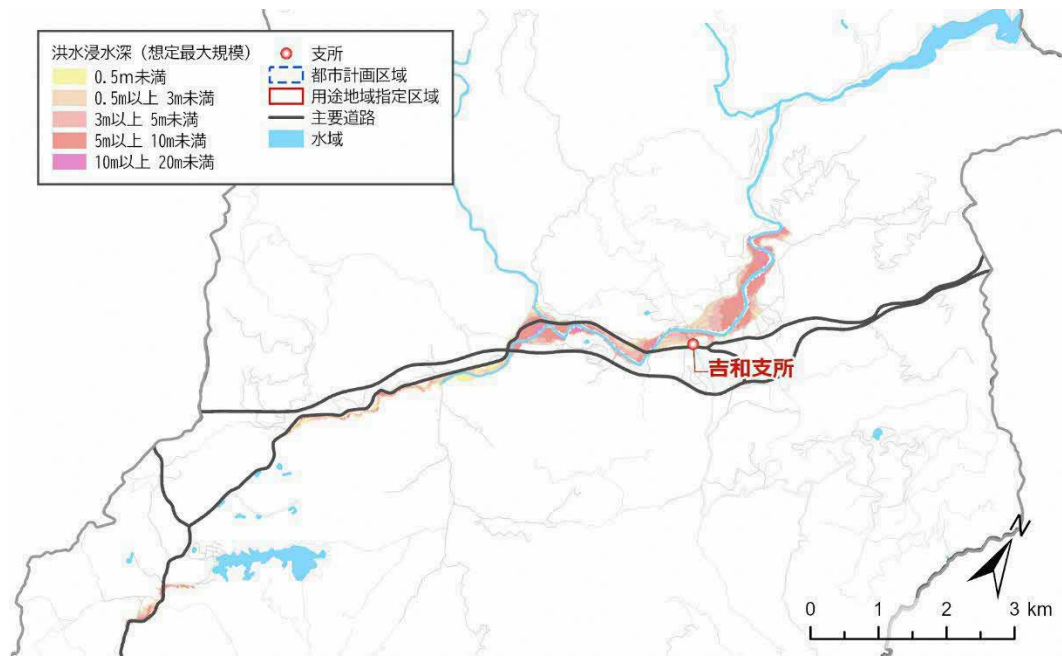 洪水浸水深（想定最大規模）
0.5m未満
0.5m以上 3m未満
3m以上 5m未満
5m以上 10m未満
10m以上 20m未満
支所
都市計画区域
用途地域指定区域
主要道路
水域
吉和支所
N
0 1 2 3 km